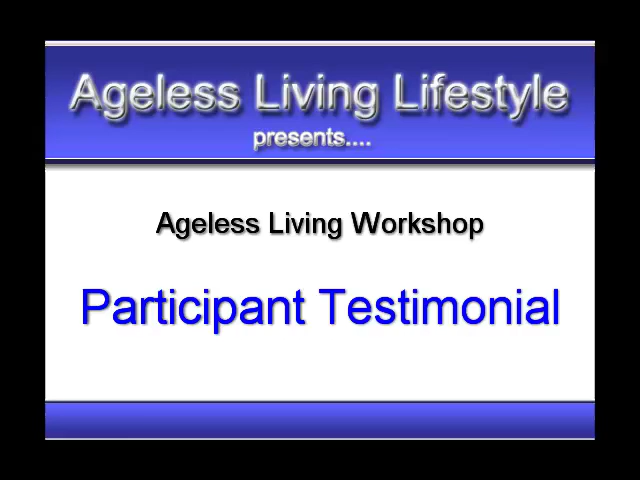 Ageless Living Lifestyle
presents....
Ageless Living Workshop
Participant Testimonial